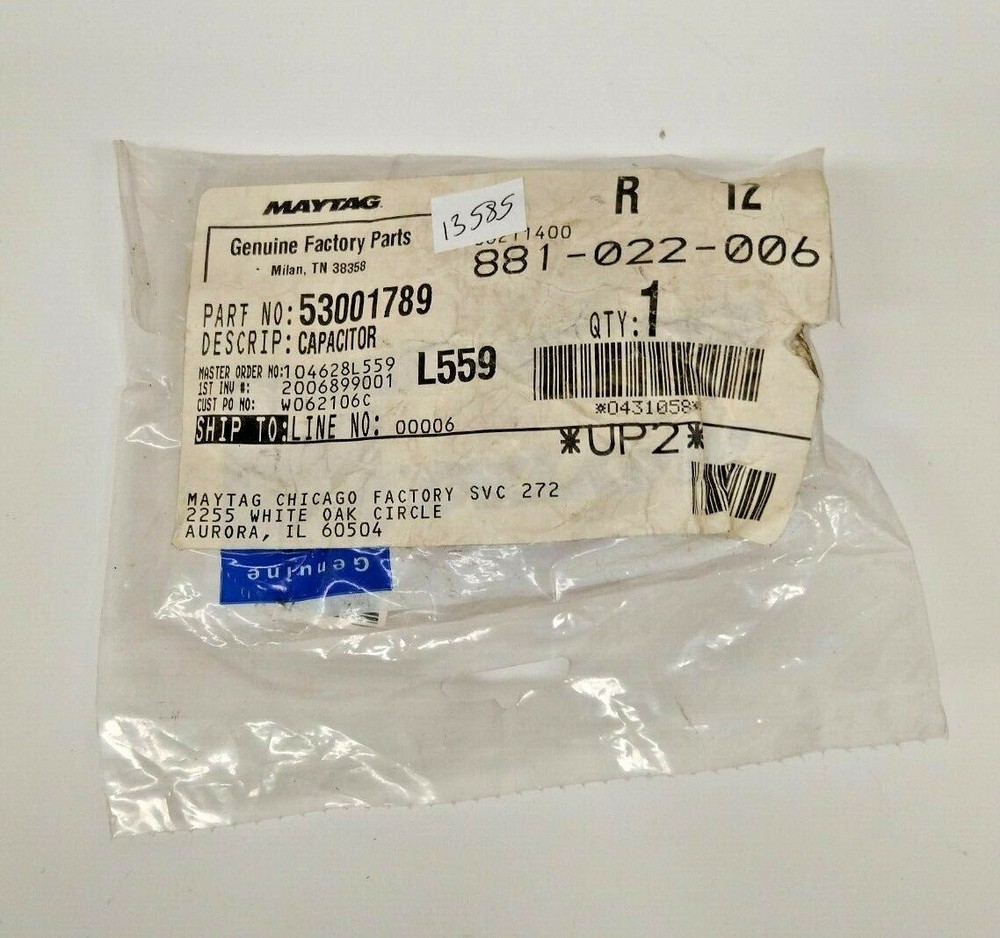 MAYTAG
Genuine Factory Parts
Milan, TN 38358
13585
R 12
11400
881-022-006
PART NO: 53001789
DESCRIP: CAPACITOR
QTY: 1
MASTER ORDER NO: 104628L559
1ST INV #: 2006899001
CUST PO NO: W062106C
L559
*0431058*
SHIP TO: LINE NO: 00006
*UP2*
MAYTAG CHICAGO FACTORY SVC 272
2255 WHITE OAK CIRCLE
AURORA, IL 60504
Genuine